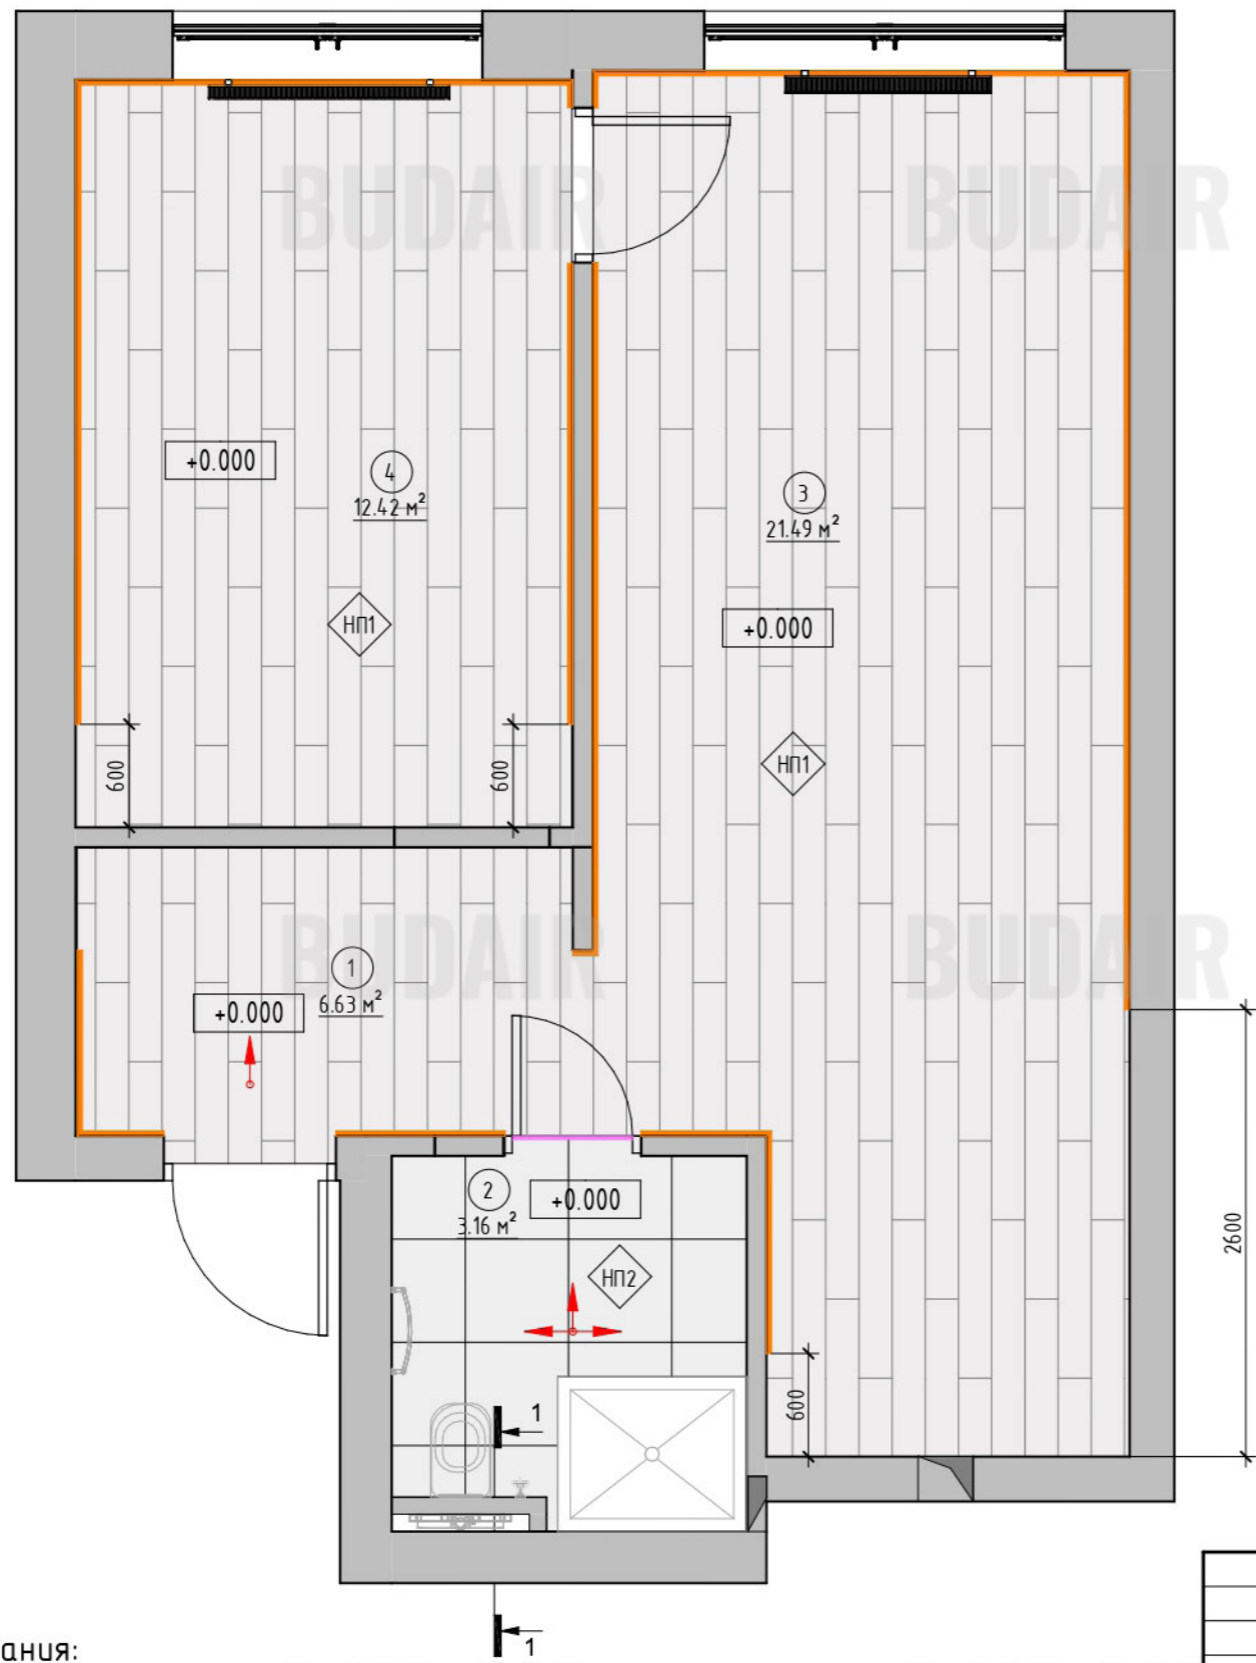 BUDAIR BUDAIR
+0.000
4
12.42 м²
3
21.49 м²
+0.000
НП1
НП1
600
600
BUDAIR BUDAIR
1
6.63 м²
+0.000
2
3.16 м²
+0.000
2600
НП2
600
1
1
ания: